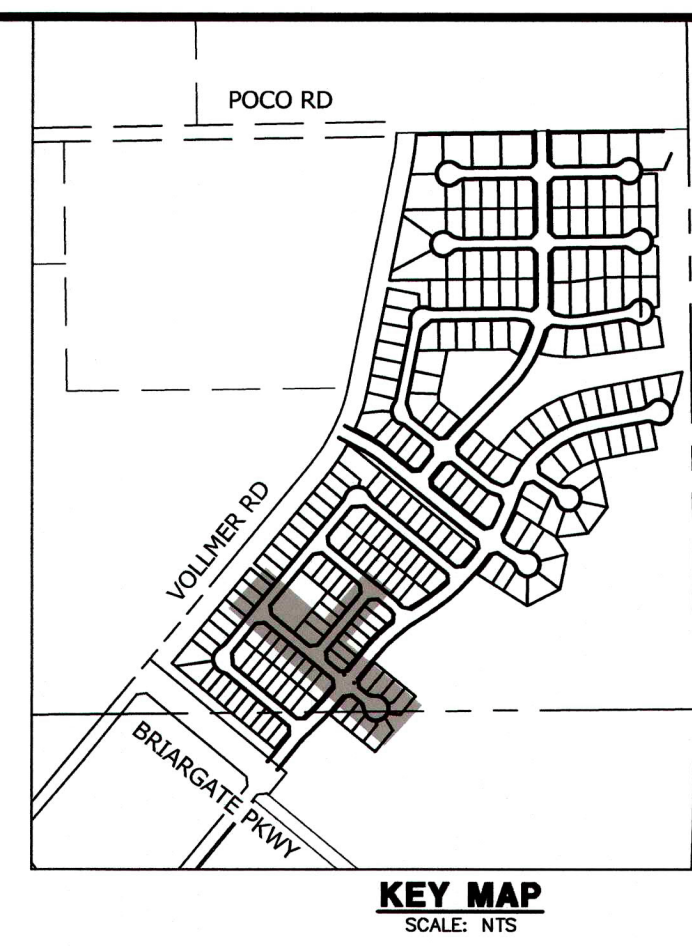 POCO RD
VOLLMER RD
BRIARGATE PKWY
KEY MAP
SCALE: NTS